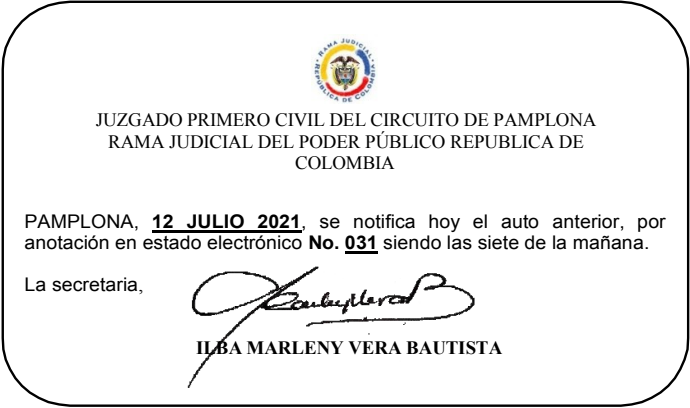 RAMA JUDICIAL
REPUBLICA DE COLOMBIA
JUZGADO PRIMERO CIVIL DEL CIRCUITO DE PAMPLONA
RAMA JUDICIAL DEL PODER PÚBLICO REPUBLICA DE
COLOMBIA
PAMPLONA, 12 JULIO 2021, se notifica hoy el auto anterior, por
anotación en estado electrónico No. 031 siendo las siete de la mañana.
La secretaria,
ILBA MARLENY VERA BAUTISTA